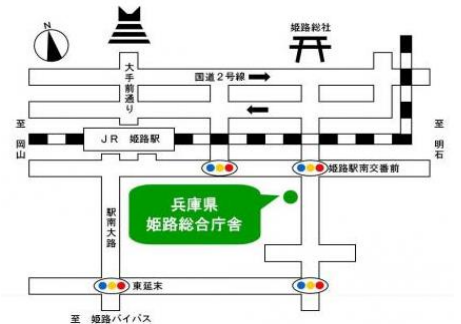 N
姫路総社
大手前通り
国道2号線
至 岡山
JR 姫路駅
至 明石
姫路駅南交番前
兵庫県
姫路総合庁舎
駅南大路
東延末
至 姫路バイパス